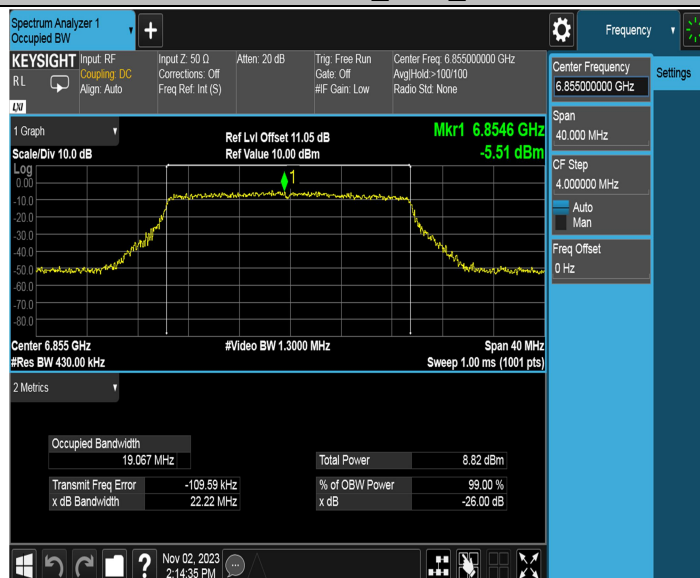 Spectrum Analyzer 1
Occupied BW
+
Frequency
KEYSIGHT
RL
LXI
Input: RF
Coupling: DC
Align: Auto
Input Z: 50 Ω
Corrections: Off
Freq Ref: Int (S)
Atten: 20 dB
Trig: Free Run
Gate: Off
#IF Gain: Low
Center Freq: 6.855000000 GHz
Avg|Hold:>100/100
Radio Std: None
Center Frequency
6.855000000 GHz
Settings
Span
40.000 MHz
CF Step
4.000000 MHz
Auto
Man
Freq Offset
0 Hz
1 Graph
Ref Lvl Offset 11.05 dB
Mkr1 6.8546 GHz
Scale/Div 10.0 dB
Ref Value 10.00 dBm
-5.51 dBm
Log
1
0.00
-10.0
-20.0
-30.0
-40.0
-50.0
-60.0
-70.0
-80.0
Center 6.855 GHz
#Video BW 1.3000 MHz
Span 40 MHz
#Res BW 430.00 kHz
Sweep 1.00 ms (1001 pts)
2 Metrics
Occupied Bandwidth
19.067 MHz
Total Power 8.82 dBm
Transmit Freq Error -109.59 kHz
% of OBW Power 99.00 %
x dB Bandwidth 22.22 MHz
x dB -26.00 dB
?
Nov 02, 2023
2:14:35 PM